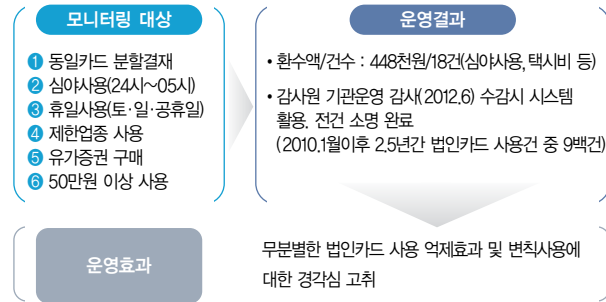 모니터링 대상
❶ 동일카드 분할결재
❷ 심야사용(24시~05시)
❸ 휴일사용(토·일·공휴일)
❹ 제한업종 사용
❺ 유가증권 구매
❻ 50만원 이상 사용
운영결과
• 환수액/건수 : 448천원/18건(심야사용, 택시비 등)
• 감사원 기관운영 감사(2012.6) 수감시 시스템
활용. 전건 소명 완료
(2010.1월이후 2.5년간 법인카드 사용건 중 9백건)
운영효과
무분별한 법인카드 사용 억제효과 및 변칙사용에
대한 경각심 고취